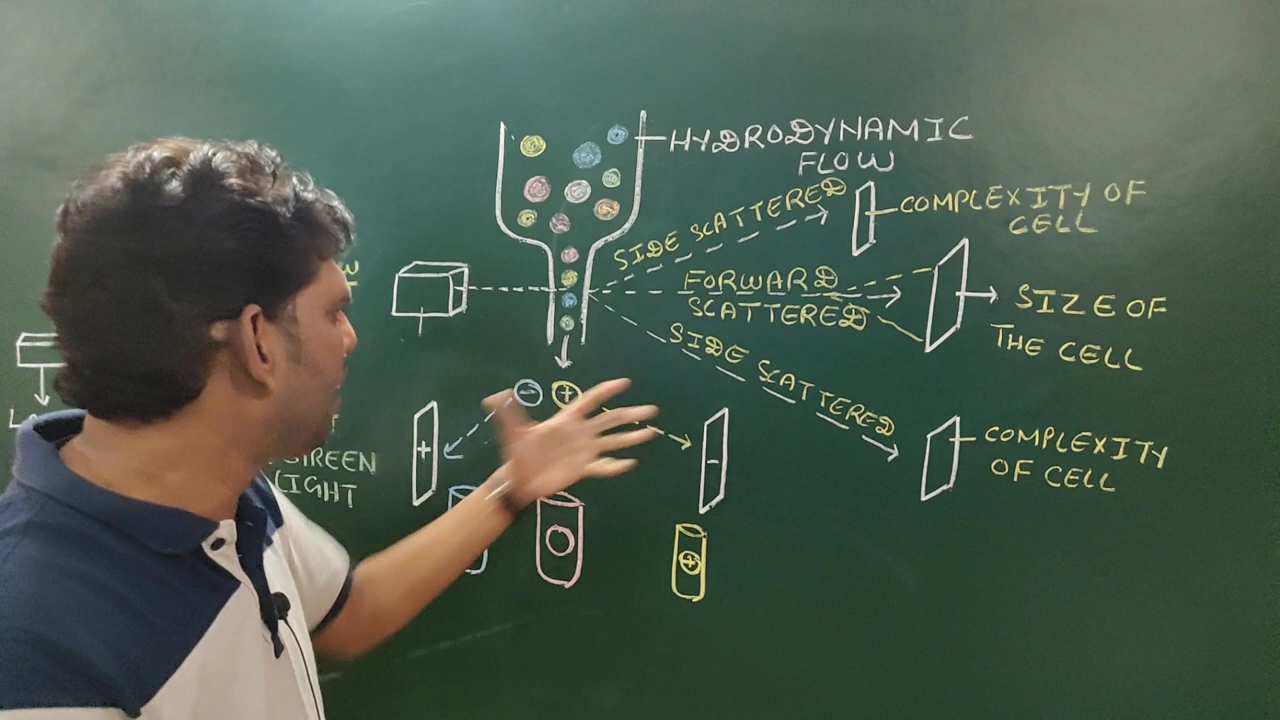 HYDRODYNAMIC
FLOW
SIDE SCATTERED
COMPLEXITY OF
CELL
FORWARD
SCATTERED
SIZE OF
THE CELL
SIDE SCATTERED
COMPLEXITY
OF CELL
- +
+
-
LIGHT
+